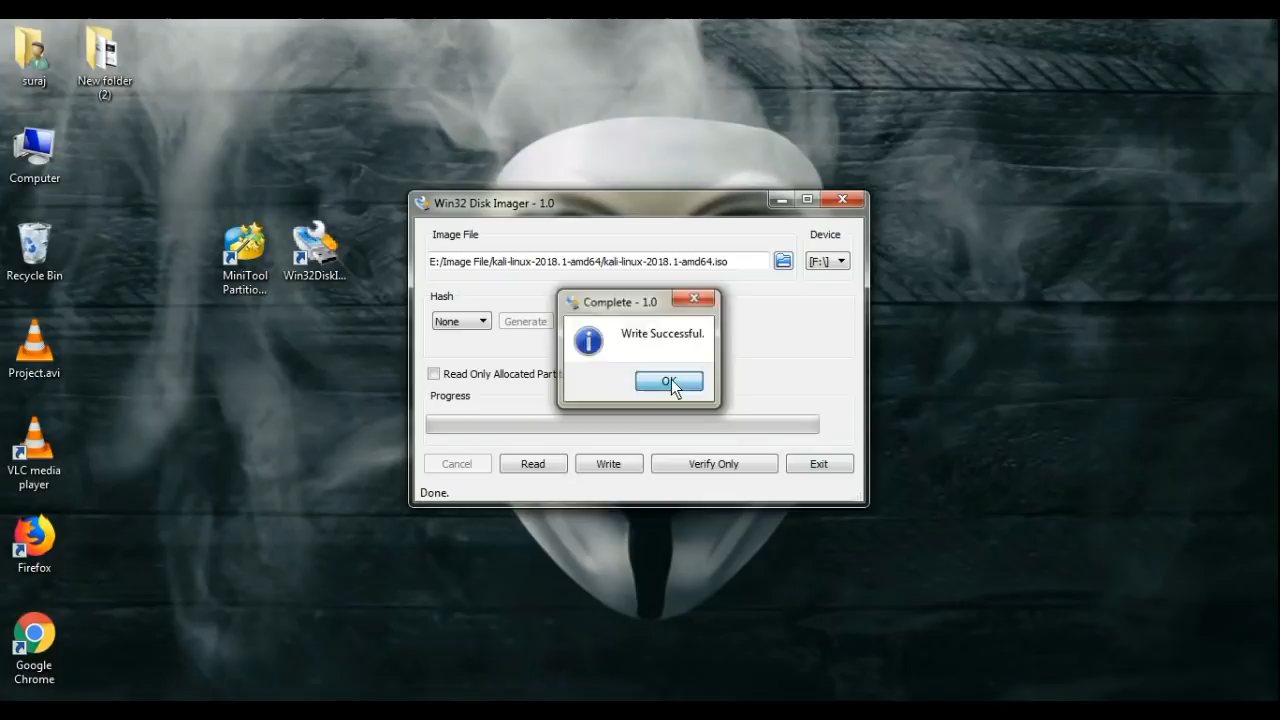 suraj
New folder
(2)
Computer
Recycle Bin
MiniTool
Partitio...
Win32DiskI...
Project.avi
VLC media
player
Firefox
Google
Chrome
Win32 Disk Imager - 1.0
Image File
Device
E:/Image File/kali-linux-2018.1-amd64/kali-linux-2018.1-amd64.iso
[F:\]
Hash
None
Generate
Complete - 1.0
Write Successful.
OK
Read Only Allocated Parti
Progress
Cancel
Read
Write
Verify Only
Exit
Done.